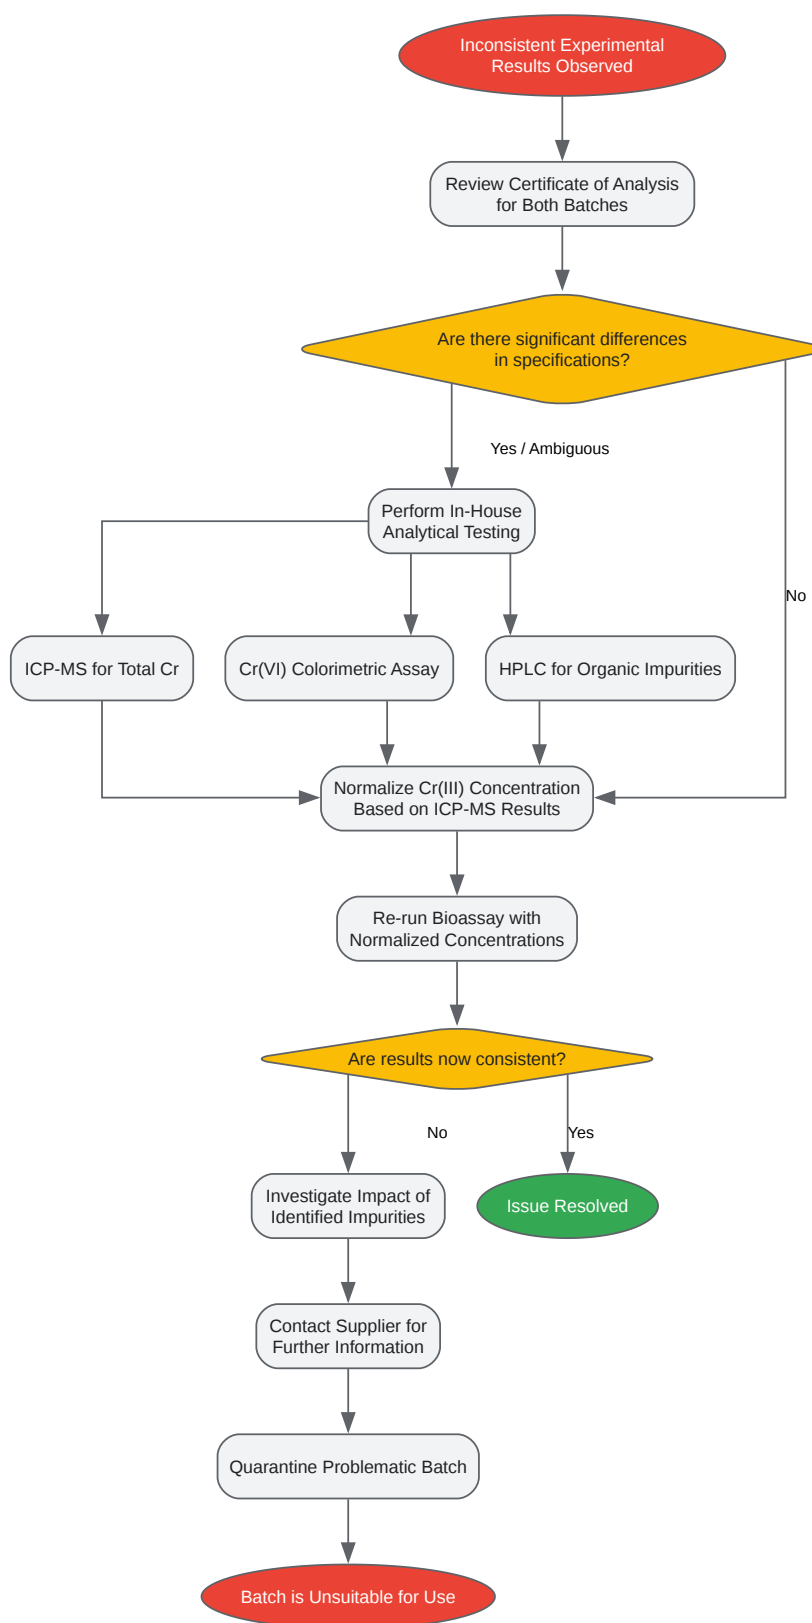 Inconsistent Experimental
Results Observed
Review Certificate of Analysis
for Both Batches
Are there significant differences
in specifications?
Yes / Ambiguous
Perform In-House
Analytical Testing
No
ICP-MS for Total Cr
Cr(VI) Colorimetric Assay
HPLC for Organic Impurities
Normalize Cr(III) Concentration
Based on ICP-MS Results
Re-run Bioassay with
Normalized Concentrations
Are results now consistent?
No
Yes
Investigate Impact of
Identified Impurities
Issue Resolved
Contact Supplier for
Further Information
Quarantine Problematic Batch
Batch is Unsuitable for Use